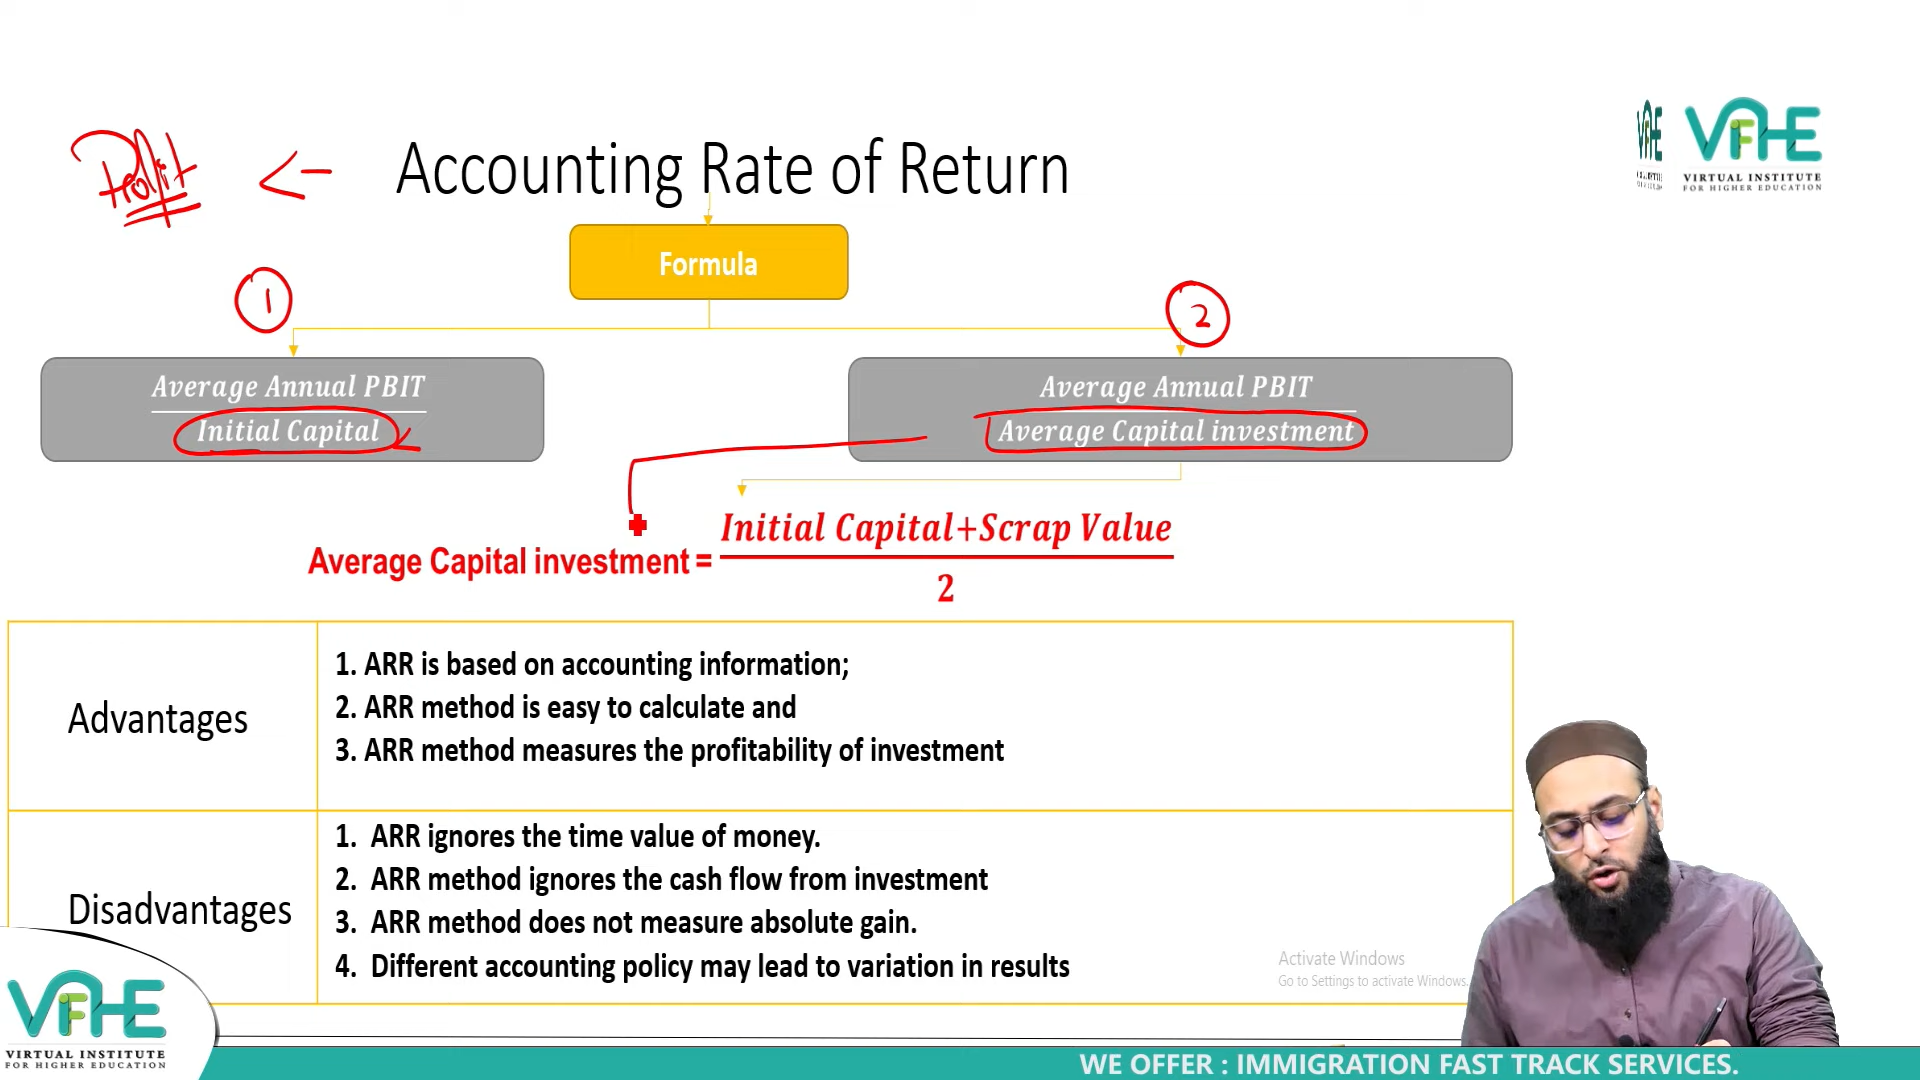 Profit
Accounting Rate of Return
VIFHE
VIRTUAL INSTITUTE
FOR HIGHER EDUCATION
Formula
1
2
Average Annual PBIT
Initial Capital
Average Annual PBIT
Average Capital investment
Average Capital investment = Initial Capital+Scrap Value
2
Advantages
1. ARR is based on accounting information;
2. ARR method is easy to calculate and
3. ARR method measures the profitability of investment
Disadvantages
1. ARR ignores the time value of money.
2. ARR method ignores the cash flow from investment
3. ARR method does not measure absolute gain.
4. Different accounting policy may lead to variation in results
Activate Windows
Go to Settings to activate Windows.
VIFHE
VIRTUAL INSTITUTE
FOR HIGHER EDUCATION
WE OFFER : IMMIGRATION FAST TRACK SERVICES.